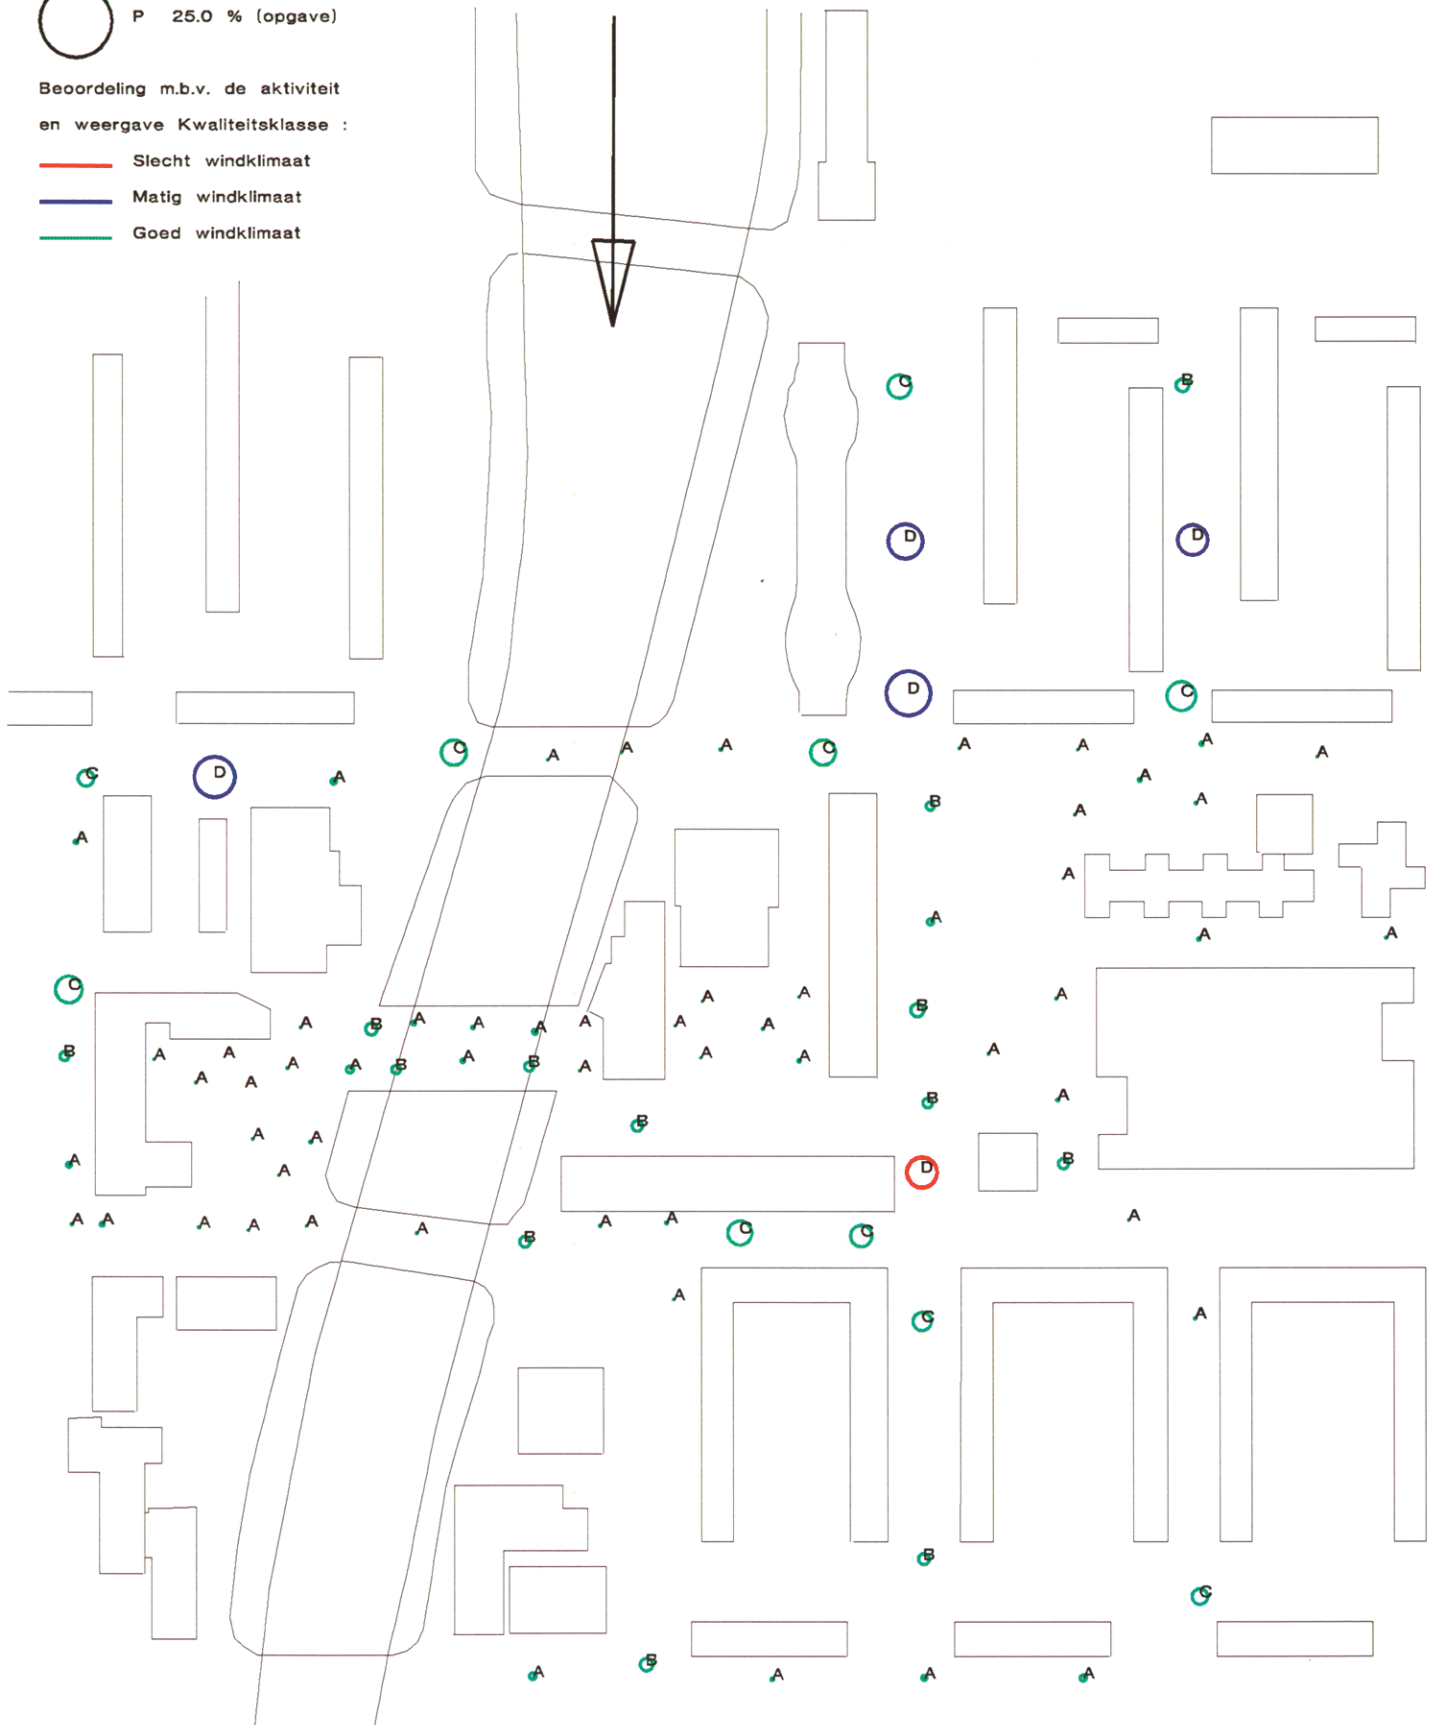 P 25.0 % (opgave)
Beoordeling m.b.v. de aktiviteit
en weergave Kwaliteitsklasse :
Slecht windklimaat
Matig windklimaat
Goed windklimaat
C B
D D
D C
C A A A C A A A A
C D A A
B A A
A A
A
A A A
C A A
B
A B A A A A A A
B A A A A B A B A A A A
A A A
B A
B
A A
A A D B
A A A A A A B A A C C A
A
C A
B
C
A B A A A